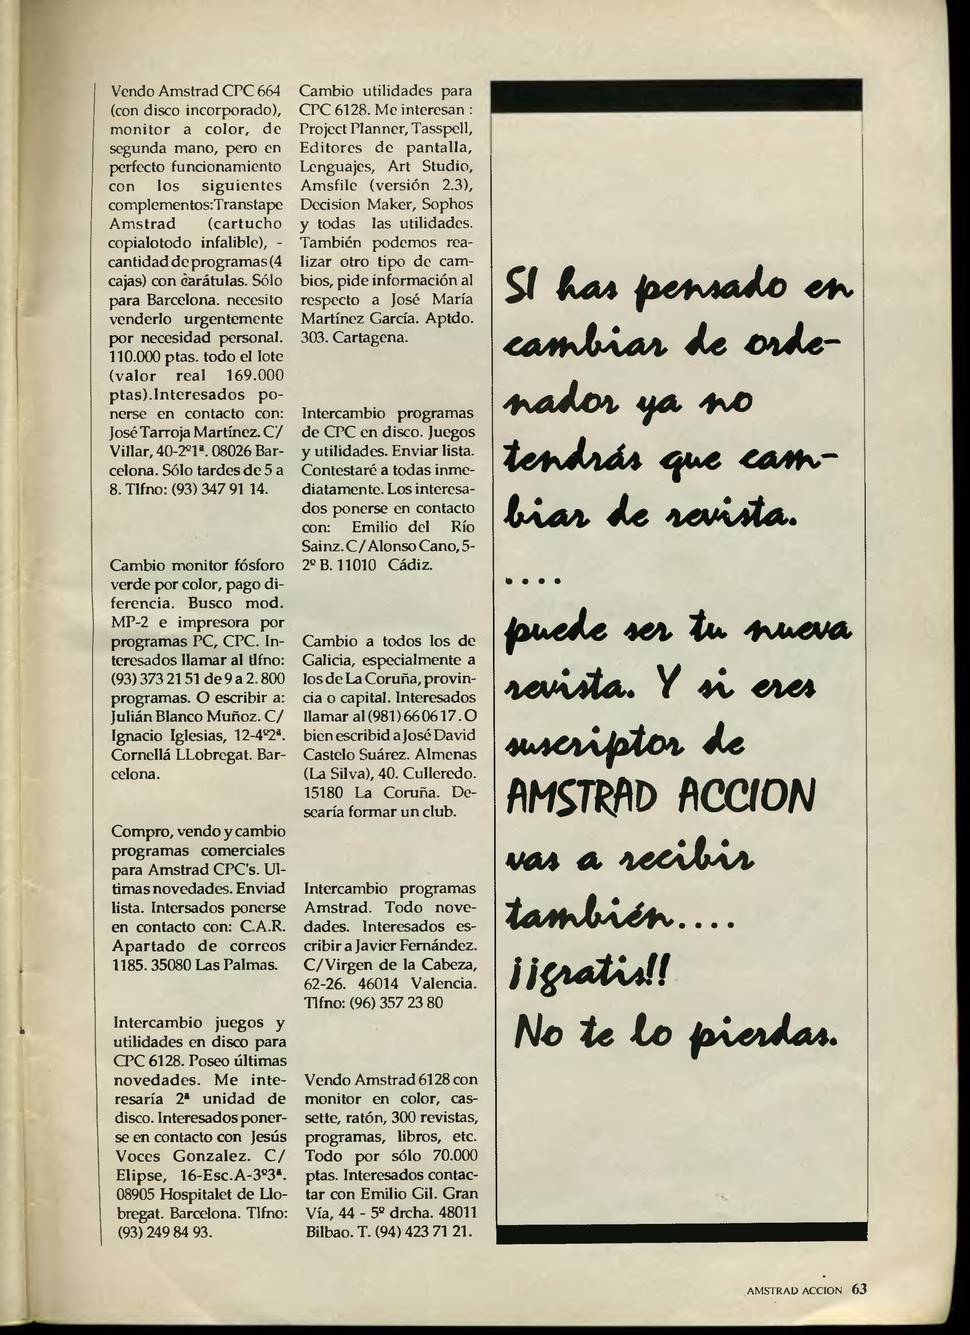 Vendo Amstrad CPC 664
(con disco incorporado),
monitor a color, de
segunda mano, pero en
perfecto funcionamiento
con los siguientes
complementos:Transtape
Amstrad (cartucho
copialotodo infalible), -
cantidad de programas (4
cajas) con carátulas. Sólo
para Barcelona. necesito
venderlo urgentemente
por necesidad personal.
110.000 ptas. todo el lote
(valor real 169.000
ptas).Interesados po-
nerse en contacto con:
José Tarroja Martínez. C/
Villar, 40-2º1ª. 08026 Bar-
celona. Sólo tardes de 5 a
8. Tlfno: (93) 347 91 14.

Cambio monitor fósforo
verde por color, pago di-
ferencia. Busco mod.
MP-2 e impresora por
programas PC, CPC. In-
teresados llamar al tlfno:
(93) 373 21 51 de 9 a 2. 800
programas. O escribir a:
Julián Blanco Muñoz. C/
Ignacio Iglesias, 12-4º2ª.
Cornellá LLobregat. Bar-
celona.

Compro, vendo y cambio
programas comerciales
para Amstrad CPC's. Ul-
timas novedades. Enviad
lista. Intersados ponerse
en contacto con: C.A.R.
Apartado de correos
1185. 35080 Las Palmas.

Intercambio juegos y
utilidades en disco para
CPC 6128. Poseo últimas
novedades. Me inte-
resaría 2ª unidad de
disco. Interesados poner-
se en contacto con Jesús
Voces Gonzalez. C/
Elipse, 16-Esc.A-3º3ª.
08905 Hospitalet de Llo-
bregat. Barcelona. Tlfno:
(93) 249 84 93.

Cambio utilidades para
CPC 6128. Me interesan :
Project Planner, Tasspell,
Editores de pantalla,
Lenguajes, Art Studio,
Amsfile (versión 2.3),
Decision Maker, Sophos
y todas las utilidades.
También podemos rea-
lizar otro tipo de cam-
bios, pide información al
respecto a José María
Martínez García. Aptdo.
303. Cartagena.

Intercambio programas
de CPC en disco. Juegos
y utilidades. Enviar lista.
Contestaré a todas inme-
diatamente. Los interesa-
dos ponerse en contacto
con: Emilio del Río
Sainz. C/ Alonso Cano, 5-
2º B. 11010 Cádiz.

Cambio a todos los de
Galicia, especialmente a
los de La Coruña, provin-
cia o capital. Interesados
llamar al (981) 66 06 17. O
bien escribid a José David
Castelo Suárez. Almenas
(La Silva), 40. Culleredo.
15180 La Coruña. De-
searía formar un club.

Intercambio programas
Amstrad. Todo nove-
dades. Interesados es-
cribir a Javier Fernández.
C/Virgen de la Cabeza,
62-26. 46014 Valencia.
Tlfno: (96) 357 23 80

Vendo Amstrad 6128 con
monitor en color, cas-
sette, ratón, 300 revistas,
programas, libros, etc.
Todo por sólo 70.000
ptas. Interesados contac-
tar con Emilio Gil. Gran
Vía, 44 - 5º drcha. 48011
Bilbao. T. (94) 423 71 21.

SI has pensado en
cambiar de orde-
nador ya no
tendrás que cam-
biar de revista.
....
puede ser tu nueva
revista. Y si eres
suscriptor de
AMSTRAD ACCION
vas a recibir
también....
¡¡gratis!!
No te lo pierdas.

AMSTRAD ACCION 63